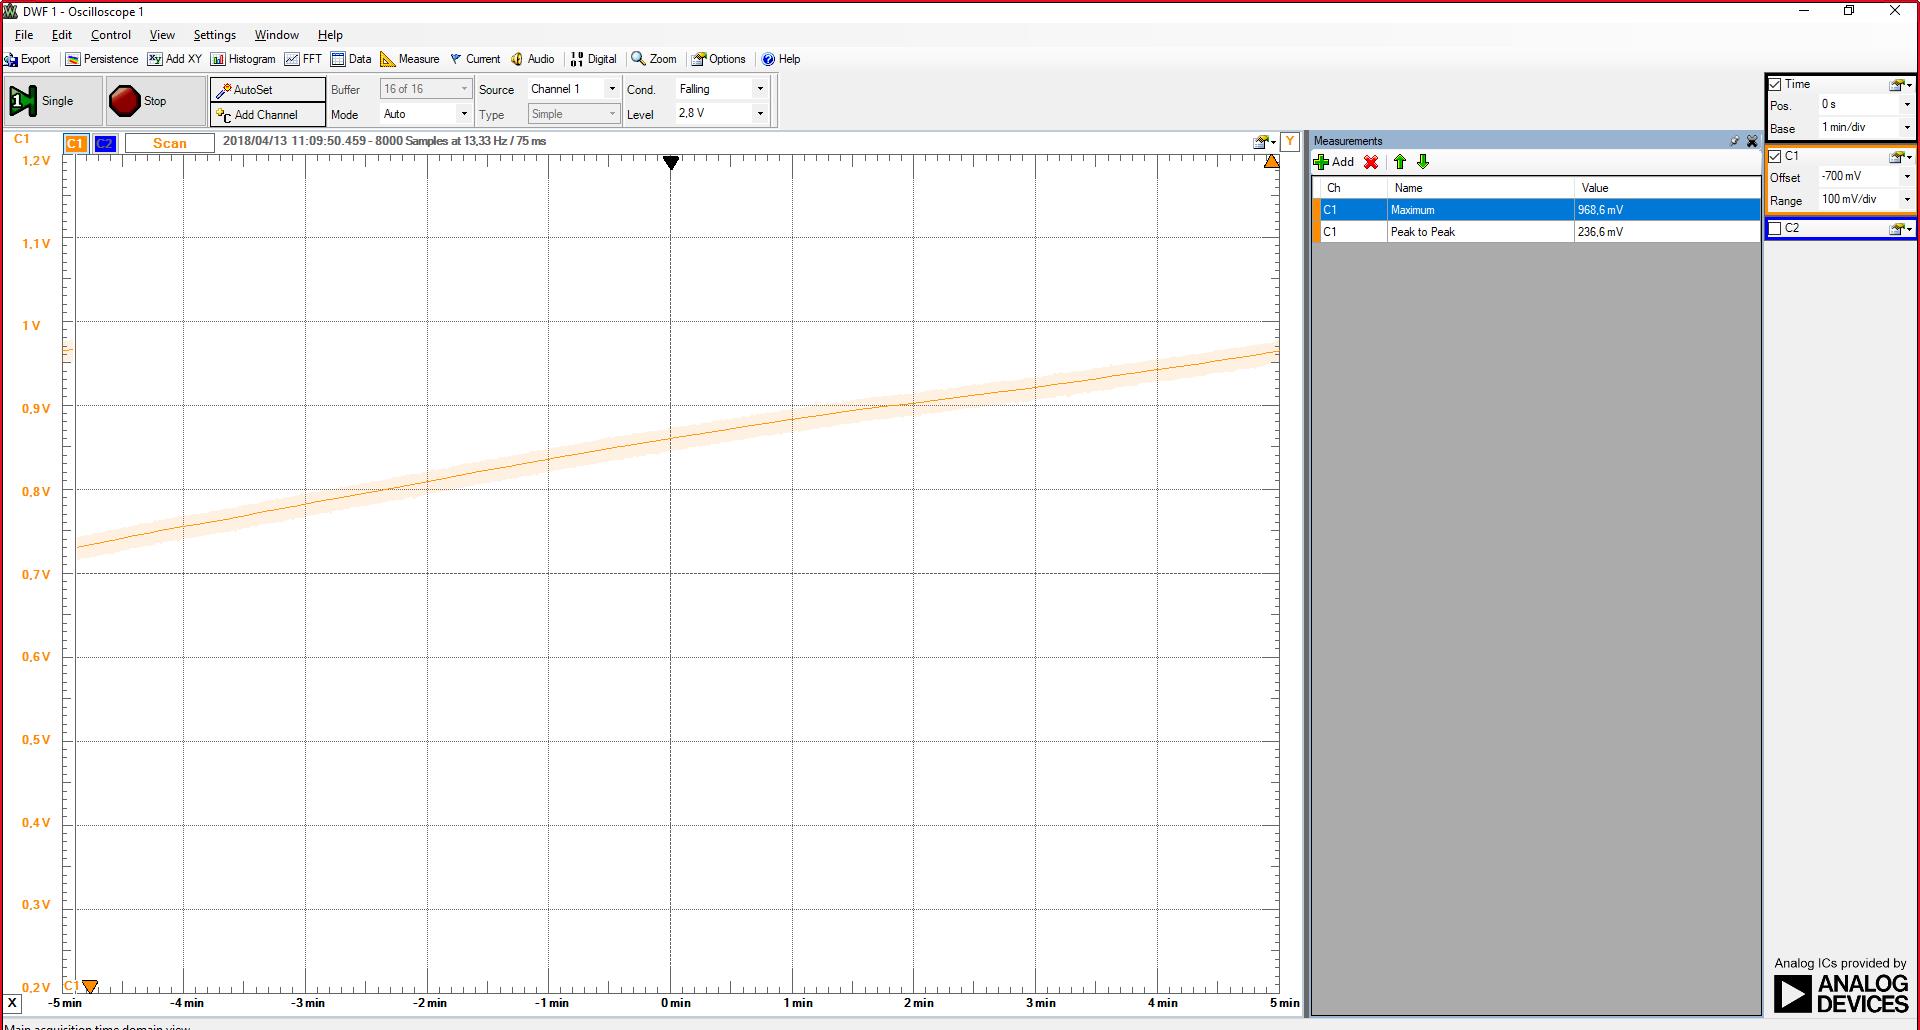 DWF 1 - Oscilloscope 1
File Edit Control View Settings Window Help
Export Persistence Add XY Histogram FFT Data Measure Current Audio Digital Zoom Options Help
1 Single Stop AutoSet Buffer 16 of 16 Source Channel 1 Cond. Falling
Add Channel Mode Auto Type Simple Level 2,8 V
C1 C1 C2 Scan 2018/04/13 11:09:50.459 - 8000 Samples at 13,33 Hz / 75 ms Y
1,2 V
1,1 V
1 V
0,9 V
0,8 V
0,7 V
0,6 V
0,5 V
0,4 V
0,3 V
0,2 V C1
X -5 min -4 min -3 min -2 min -1 min 0 min 1 min 2 min 3 min 4 min 5 min
Main acquisition time domain view
Measurements
Add
Ch Name Value
C1 Maximum 968,6 mV
C1 Peak to Peak 236,6 mV
Time
Pos. 0 s
Base 1 min/div
C1
Offset -700 mV
Range 100 mV/div
C2
Analog ICs provided by
ANALOG
DEVICES